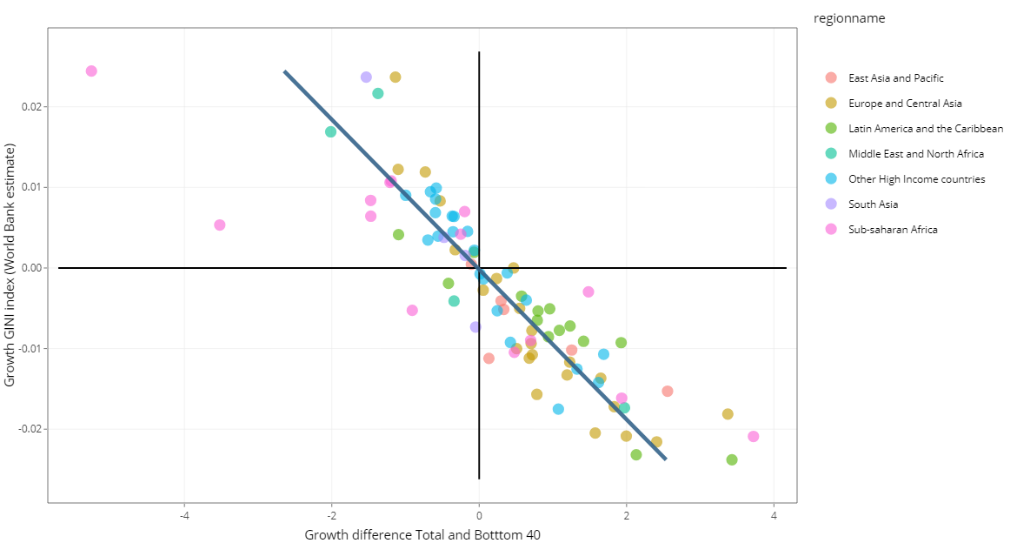 regionname
East Asia and Pacific
Europe and Central Asia
Latin America and the Caribbean
Middle East and North Africa
Other High Income countries
South Asia
Sub-saharan Africa
Growth GINI index (World Bank estimate)
0.02
0.01
0.00
-0.01
-0.02
-4 -2 0 2 4
Growth difference Total and Botttom 40